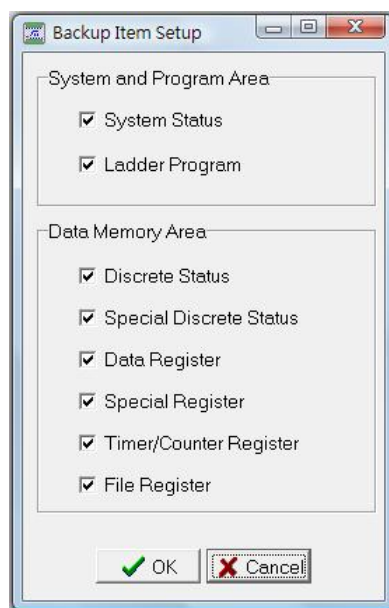 Backup Item Setup
System and Program Area
System Status
Ladder Program
Data Memory Area
Discrete Status
Special Discrete Status
Data Register
Special Register
Timer/Counter Register
File Register
OK
Cancel